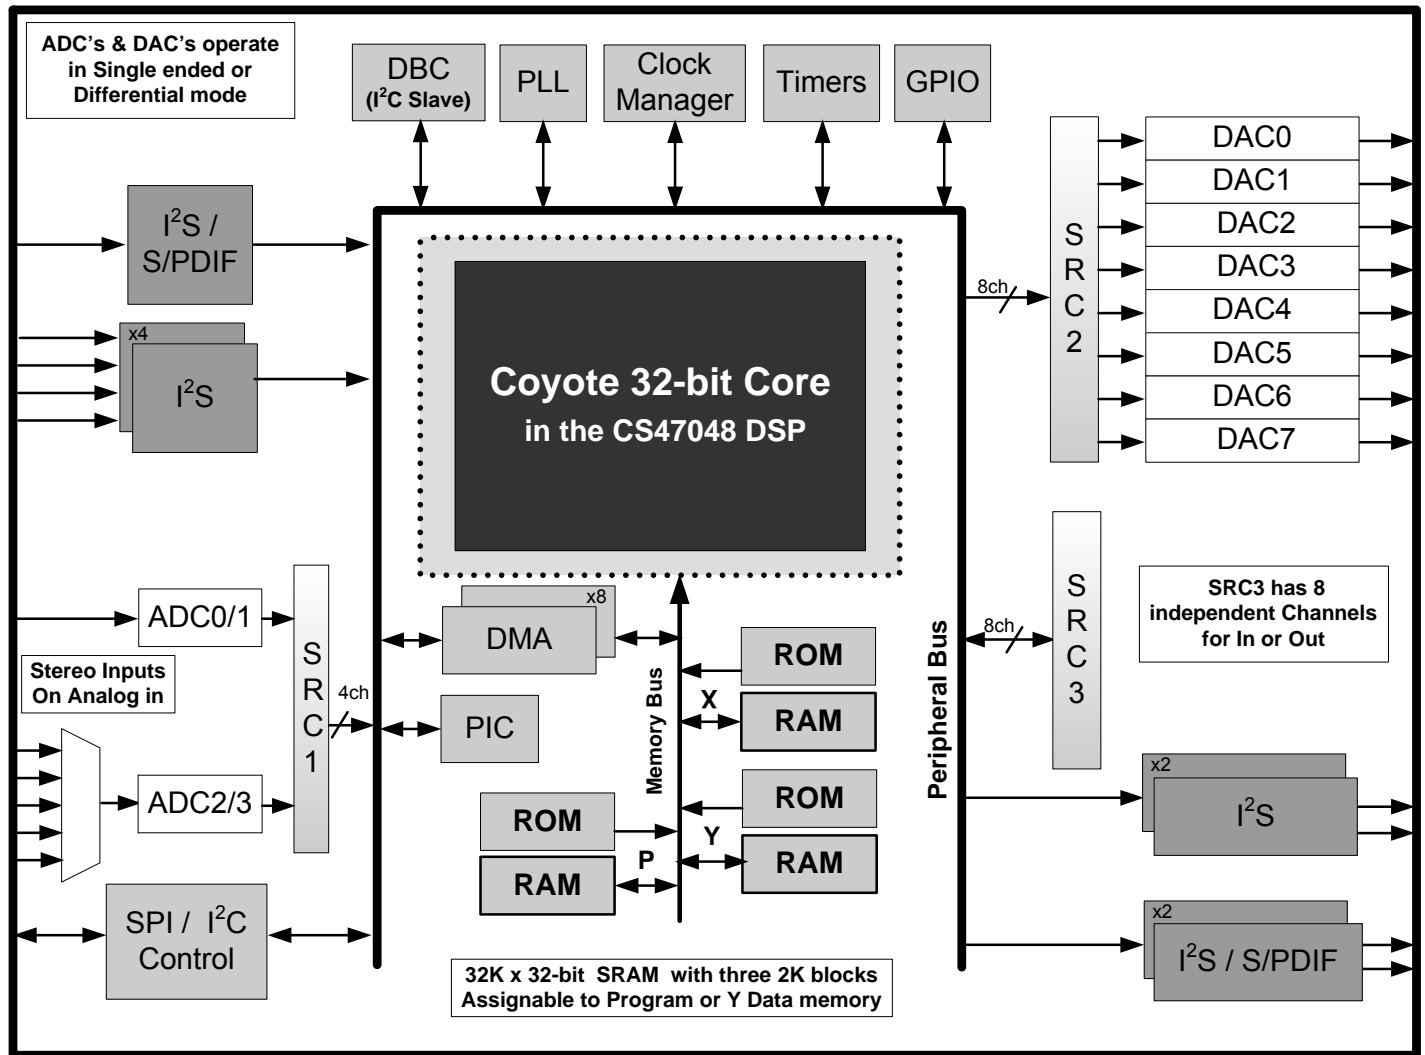 ADC's & DAC's operate
in Single ended or
Differential mode
DBC
(I²C Slave)
PLL
Clock
Manager
Timers
GPIO
I²S /
S/PDIF
x4
I²S
Coyote 32-bit Core
in the CS47048 DSP
8ch
S
R
C
2
DAC0
DAC1
DAC2
DAC3
DAC4
DAC5
DAC6
DAC7
ADC0/1
Stereo Inputs
On Analog in
ADC2/3
S
R
C
1
4ch
x8
DMA
PIC
Memory Bus
ROM
X
RAM
ROM
Y
RAM
ROM
P
RAM
Peripheral Bus
8ch
S
R
C
3
SRC3 has 8
independent Channels
for In or Out
x2
I²S
x2
I²S / S/PDIF
SPI / I²C
Control
32K x 32-bit SRAM with three 2K blocks
Assignable to Program or Y Data memory